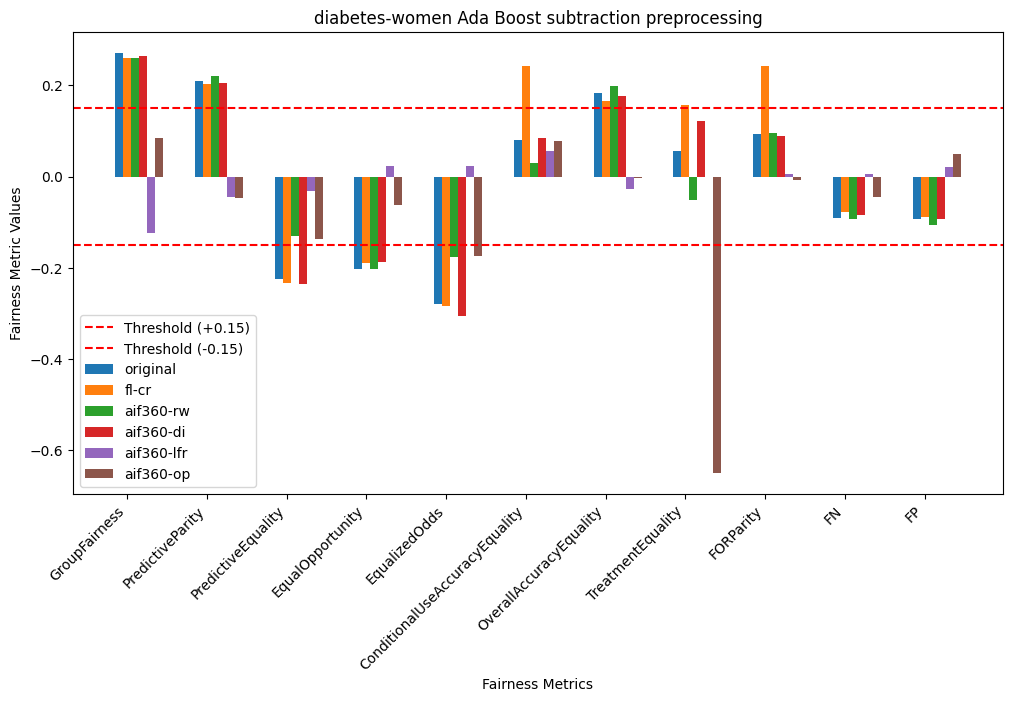 diabetes-women Ada Boost subtraction preprocessing
Fairness Metric Values
0.2
0.0
−0.2
−0.4
−0.6
Threshold (+0.15)
Threshold (-0.15)
original
fl-cr
aif360-rw
aif360-di
aif360-lfr
aif360-op
GroupFairness
PredictiveParity
PredictiveEquality
EqualOpportunity
EqualizedOdds
ConditionalUseAccuracyEquality
OverallAccuracyEquality
TreatmentEquality
FORParity
FN
FP
Fairness Metrics